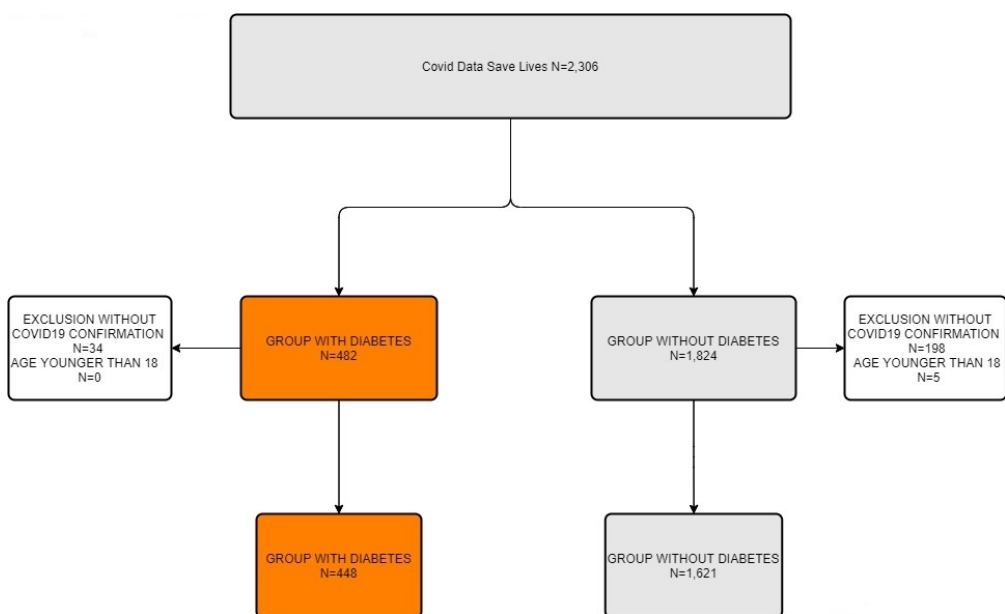 Covid Data Save Lives N=2,306
EXCLUSION WITHOUT
COVID19 CONFIRMATION
N=34
AGE YOUNGER THAN 18
N=0
GROUP WITH DIABETES
N=482
GROUP WITHOUT DIABETES
N=1,824
EXCLUSION WITHOUT
COVID19 CONFIRMATION
N=198
AGE YOUNGER THAN 18
N=5
GROUP WITH DIABETES
N=448
GROUP WITHOUT DIABETES
N=1,621